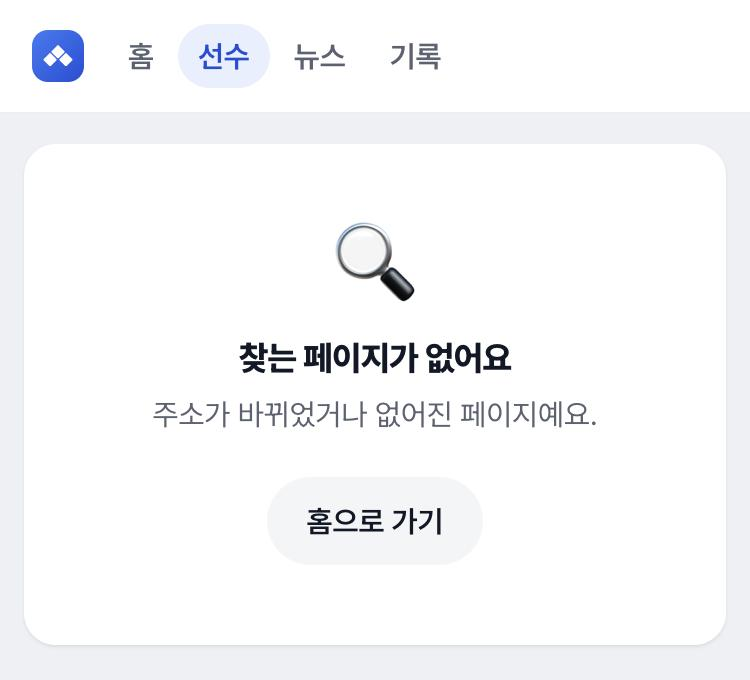 홈 선수 뉴스 기록
찾는 페이지가 없어요
주소가 바뀌었거나 없어진 페이지예요.
홈으로 가기